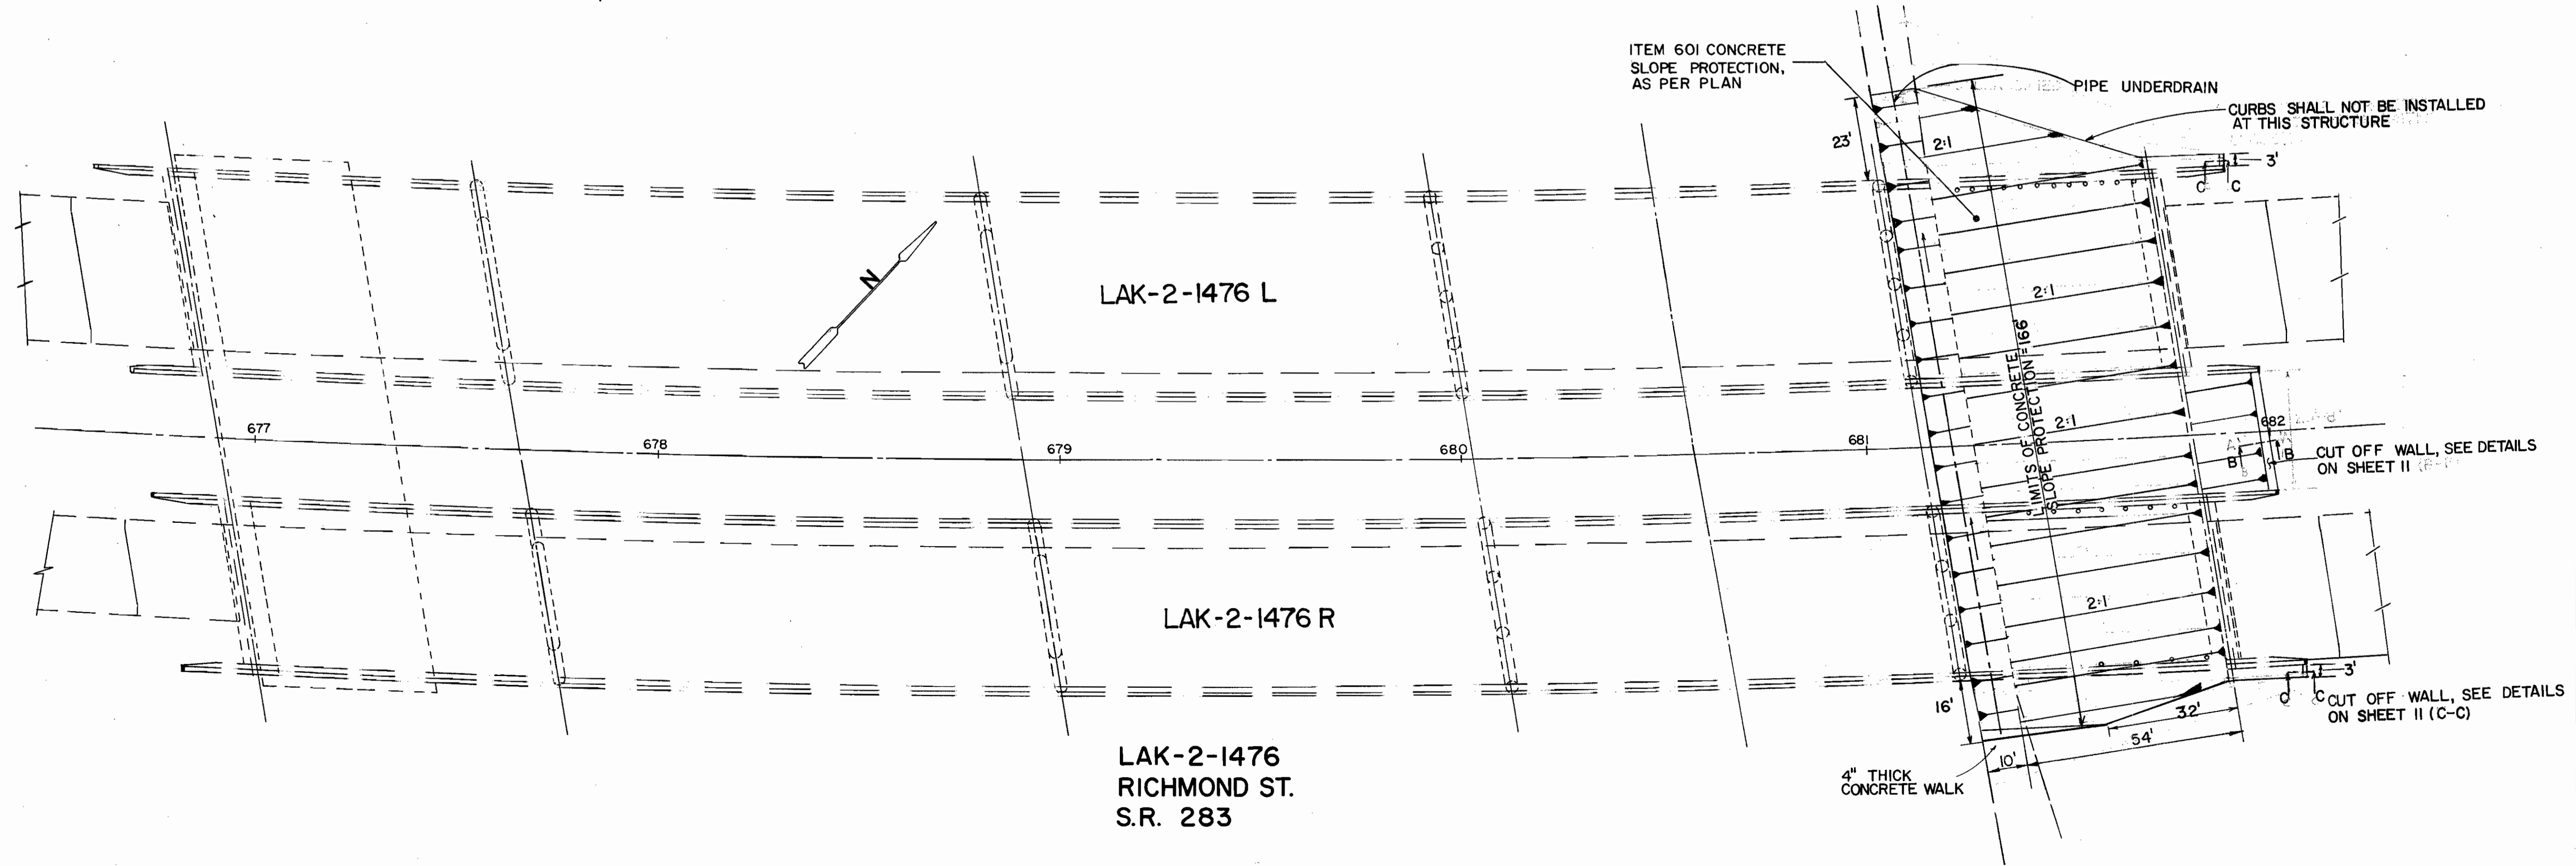 ITEM 601 CONCRETE
SLOPE PROTECTION,
AS PER PLAN
PIPE UNDERDRAIN
CURBS SHALL NOT BE INSTALLED
AT THIS STRUCTURE
23'
2:1
3'
C
C
N
LAK-2-1476 L
2:1
LIMITS OF CONCRETE
SLOPE PROTECTION=166'
2:1
677
678
679
680
681
682
A
B
B
CUT OFF WALL, SEE DETAILS
ON SHEET 11
LAK-2-1476 R
2:1
3'
C
C
CUT OFF WALL, SEE DETAILS
ON SHEET 11 (C-C)
16'
32'
54'
10'
4" THICK
CONCRETE WALK
LAK-2-1476
RICHMOND ST.
S.R. 283